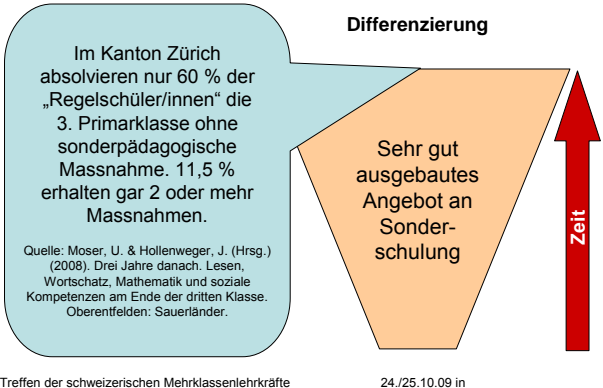 Differenzierung
Im Kanton Zürich
absolvieren nur 60 % der
„Regelschüler/innen“ die
3. Primarklasse ohne
sonderpädagogische
Massnahme. 11,5 %
erhalten gar 2 oder mehr
Massnahmen.
Quelle: Moser, U. & Hollenweger, J. (Hrsg.)
(2008). Drei Jahre danach. Lesen,
Wortschatz, Mathematik und soziale
Kompetenzen am Ende der dritten Klasse.
Oberentfelden: Sauerländer.
Sehr gut
ausgebautes
Angebot an
Sonder-
schulung
Zeit
Treffen der schweizerischen Mehrklassenlehrkräfte 24./25.10.09 in